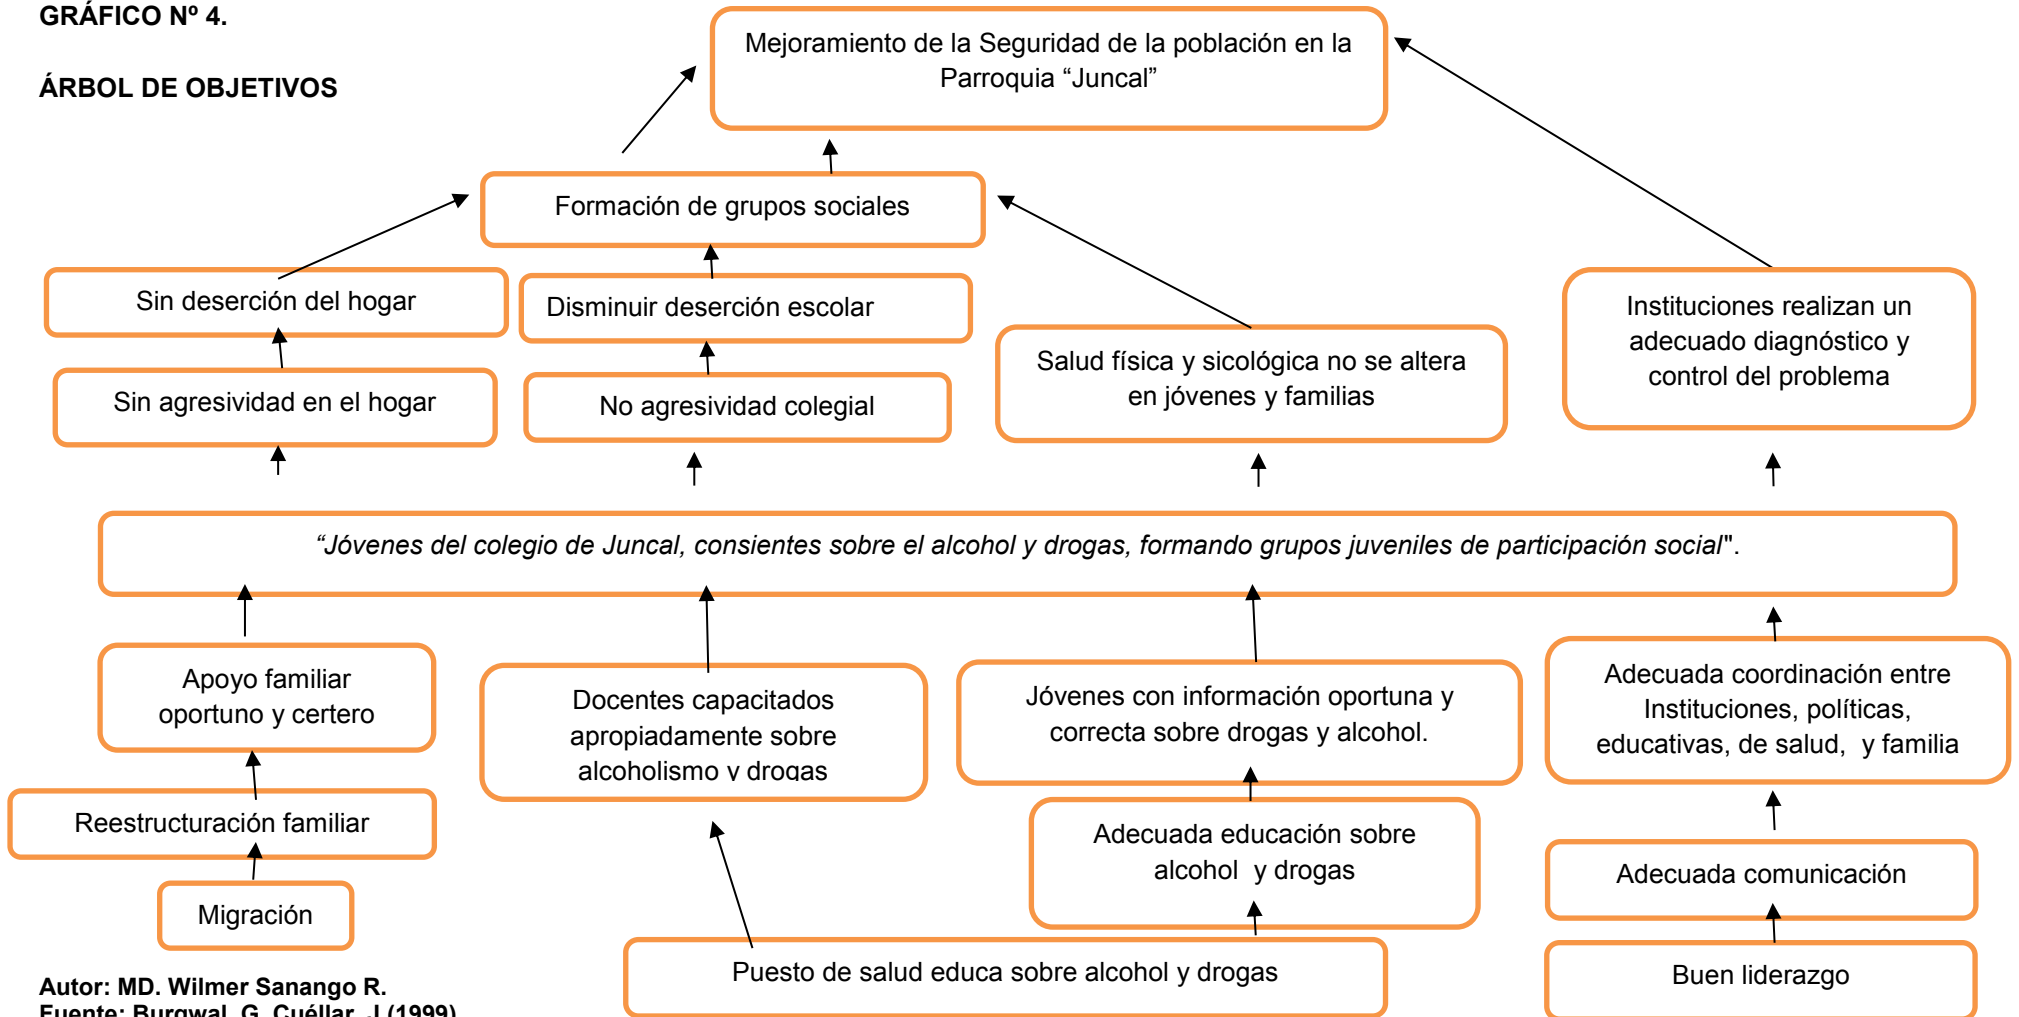 GRÁFICO Nº 4.
ÁRBOL DE OBJETIVOS
Mejoramiento de la Seguridad de la población en la
Parroquia “Juncal”
Formación de grupos sociales
Sin deserción del hogar
Disminuir deserción escolar
Instituciones realizan un
adecuado diagnóstico y
control del problema
Salud física y sicológica no se altera
en jóvenes y familias
Sin agresividad en el hogar
No agresividad colegial
“Jóvenes del colegio de Juncal, consientes sobre el alcohol y drogas, formando grupos juveniles de participación social".
Apoyo familiar
oportuno y certero
Docentes capacitados
apropiadamente sobre
alcoholismo y drogas
Jóvenes con información oportuna y
correcta sobre drogas y alcohol.
Adecuada coordinación entre
Instituciones, políticas,
educativas, de salud,  y familia
Reestructuración familiar
Adecuada educación sobre
alcohol  y drogas
Adecuada comunicación
Migración
Puesto de salud educa sobre alcohol y drogas
Buen liderazgo
Autor: MD. Wilmer Sanango R.
Fuente: Burgwal, G, Cuéllar, J (1999)